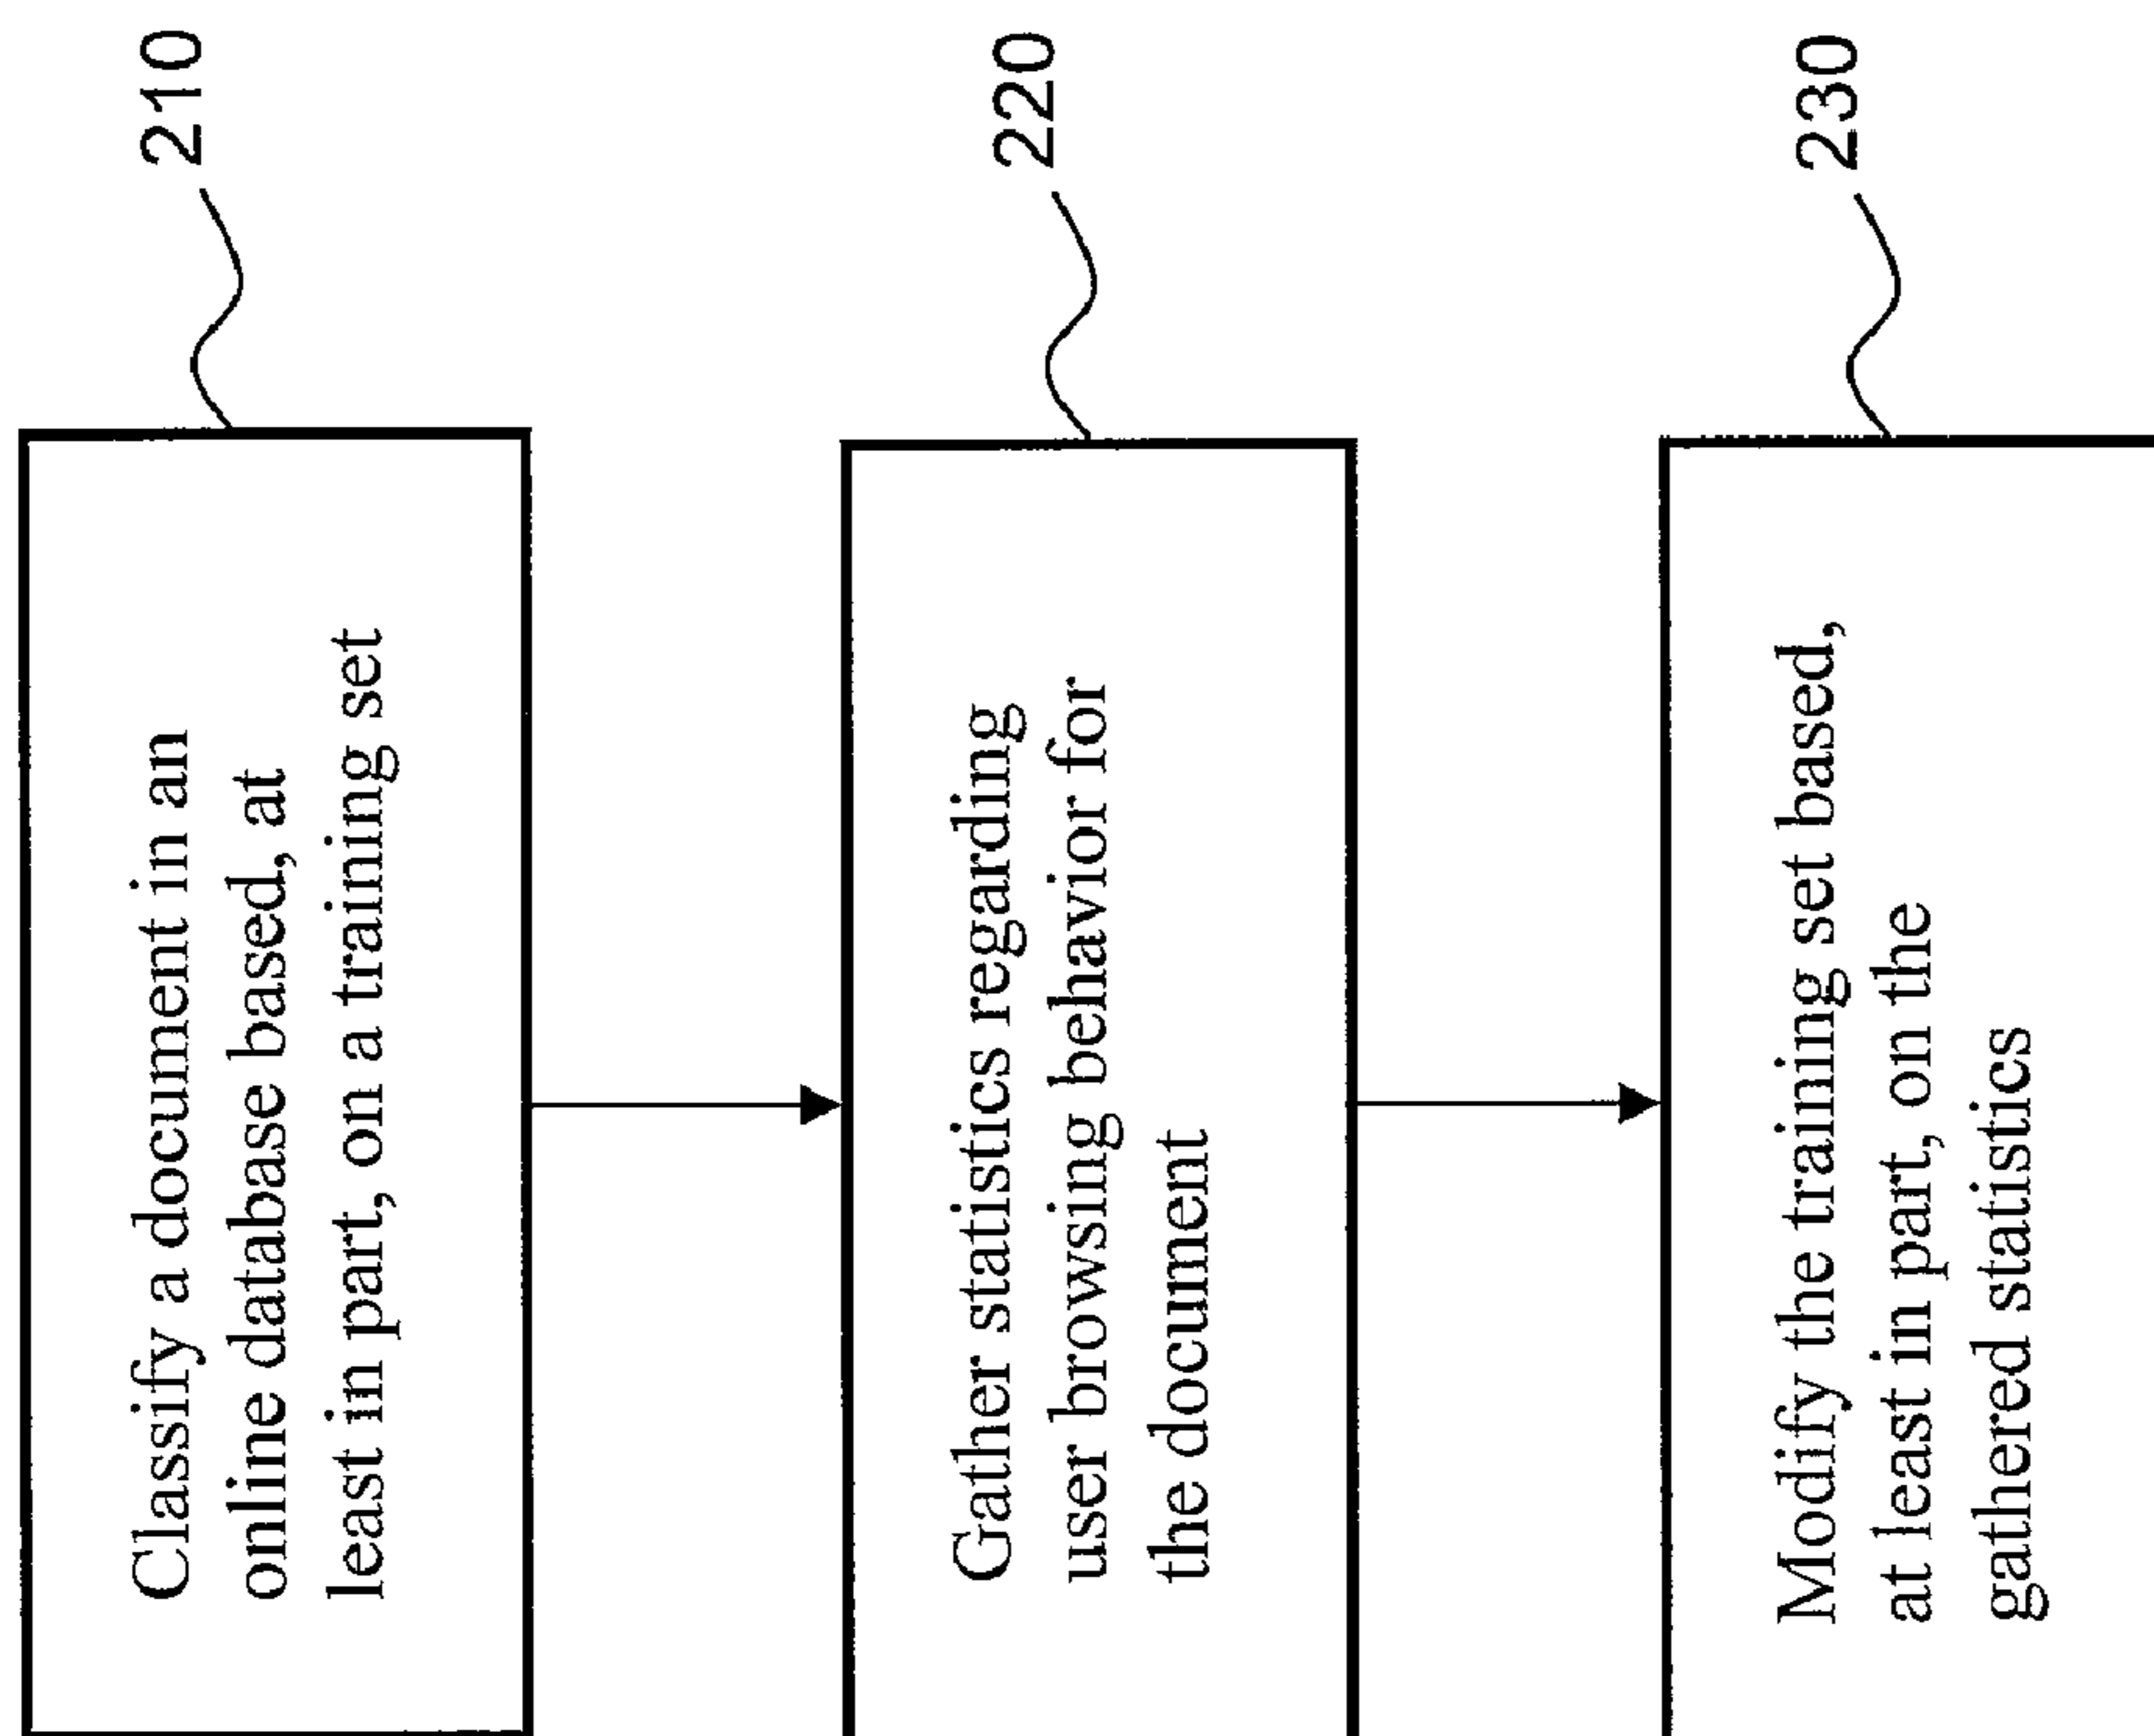 210
Classify a document in an
online database based, at
least in part, on a training set
220
Gather statistics regarding
user browsing behavior for
the document
230
Modify the training set based,
at least in part, on the
gathered statistics